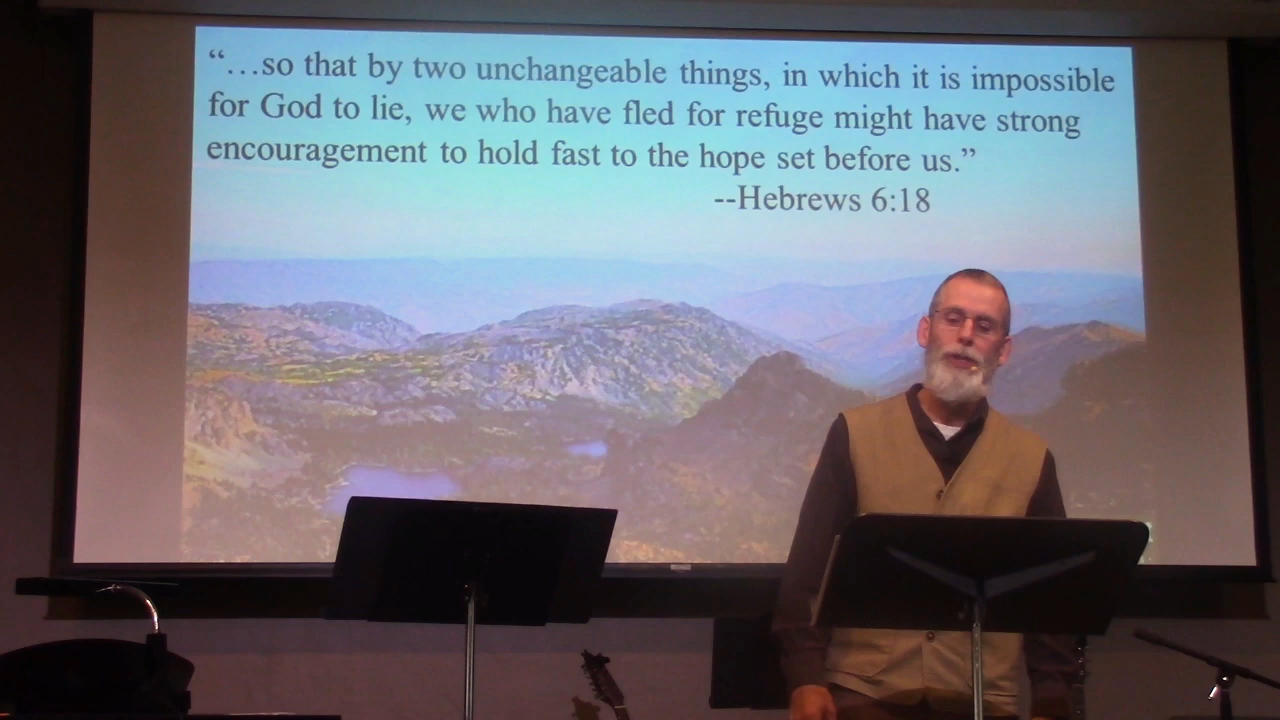 “…so that by two unchangeable things, in which it is impossible
for God to lie, we who have fled for refuge might have strong
encouragement to hold fast to the hope set before us.”
--Hebrews 6:18